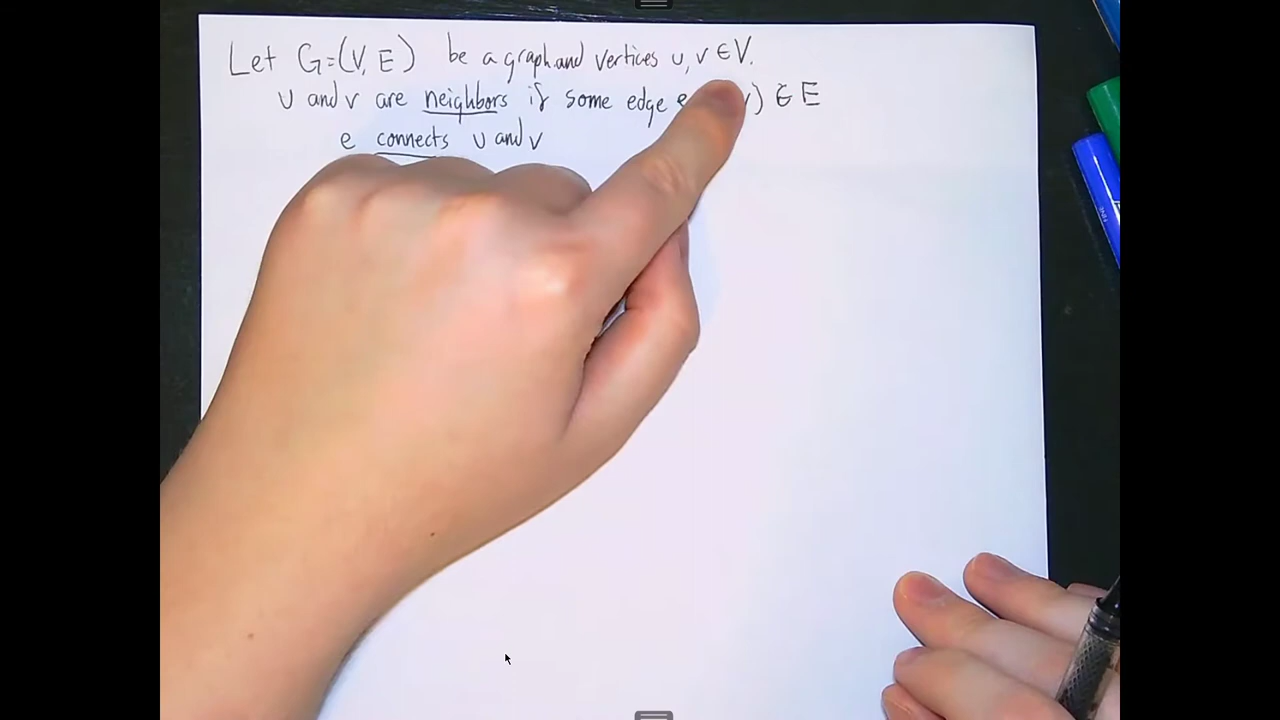 Let G=(V, E) be a graph and vertices u, v ∈ V.
u and v are neighbors if some edge e v) ∈ E
e connects u and v